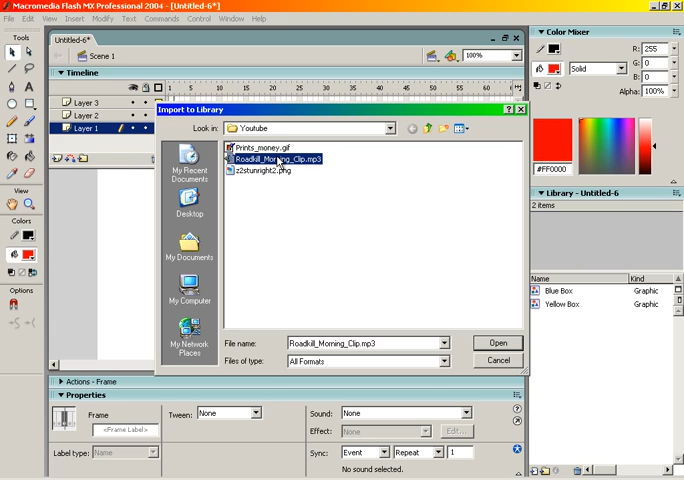 Macromedia Flash MX Professional 2004 - [Untitled-6*]
File Edit View Insert Modify Text Commands Control Window Help
Tools
View
Colors
Options
Untitled-6*
Scene 1
100%
Timeline
1 5 10 15 20 25 30 35 40 45 50 55 60
Layer 3
Layer 2
Layer 1
Import to Library
Look in: Youtube
My Recent
Documents
Desktop
My Documents
My Computer
My Network
Places
Prints_money.gif
Roadkill_Morning_Clip.mp3
z2stunright2.png
File name: Roadkill_Morning_Clip.mp3 Open
Files of type: All Formats Cancel
Actions - Frame
Properties
Frame
<Frame Label>
Label type: Name
Tween: None
Sound: None
Effect: None Edit...
Sync: Event Repeat 1
No sound selected.
Color Mixer
Solid
R: 255
G: 0
B: 0
Alpha: 100%
#FF0000
Library - Untitled-6
2 items
Name Kind
Blue Box Graphic
Yellow Box Graphic